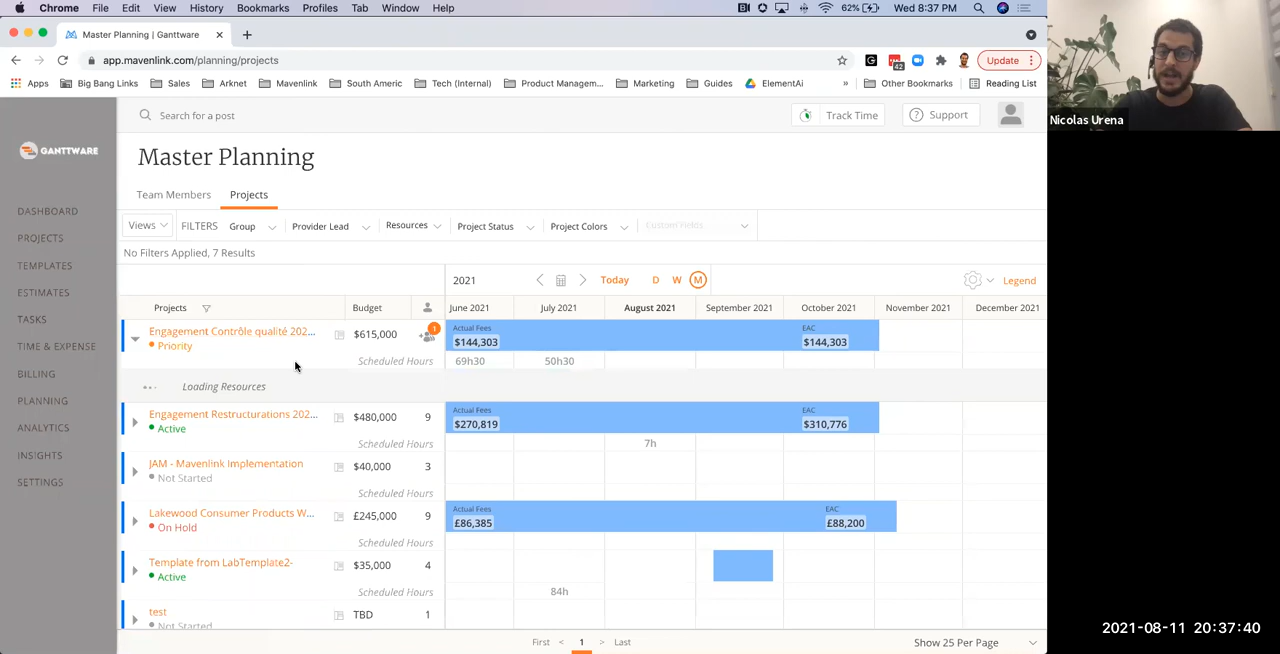 Chrome File Edit View History Bookmarks Profiles Tab Window Help 62% Wed 8:37 PM
Master Planning | Ganttware
app.mavenlink.com/planning/projects Update
Apps Big Bang Links Sales Arknet Mavenlink South Americ Tech (Internal) Product Managem... Marketing Guides ElementAi » Other Bookmarks Reading List
Nicolas Urena
GANTTWARE
DASHBOARD
PROJECTS
TEMPLATES
ESTIMATES
TASKS
TIME & EXPENSE
BILLING
PLANNING
ANALYTICS
INSIGHTS
SETTINGS
Search for a post Track Time Support
Master Planning
Team Members Projects
Views FILTERS Group Provider Lead Resources Project Status Project Colors Custom Fields
No Filters Applied, 7 Results
2021 Today D W M Legend
Projects Budget June 2021 July 2021 August 2021 September 2021 October 2021 November 2021 December 2021
Engagement Contrôle qualité 202... $615,000 1 Actual Fees $144,303 EAC $144,303
Priority
Scheduled Hours 69h30 50h30
Loading Resources
Engagement Restructurations 202... $480,000 9 Actual Fees $270,819 EAC $310,776
Active
Scheduled Hours 7h
JAM - Mavenlink Implementation $40,000 3
Not Started
Scheduled Hours
Lakewood Consumer Products W... £245,000 9 Actual Fees £86,385 EAC £88,200
On Hold
Scheduled Hours
Template from LabTemplate2- $35,000 4
Active
Scheduled Hours 84h
test TBD 1
Not Started
First < 1 > Last Show 25 Per Page
2021-08-11 20:37:40